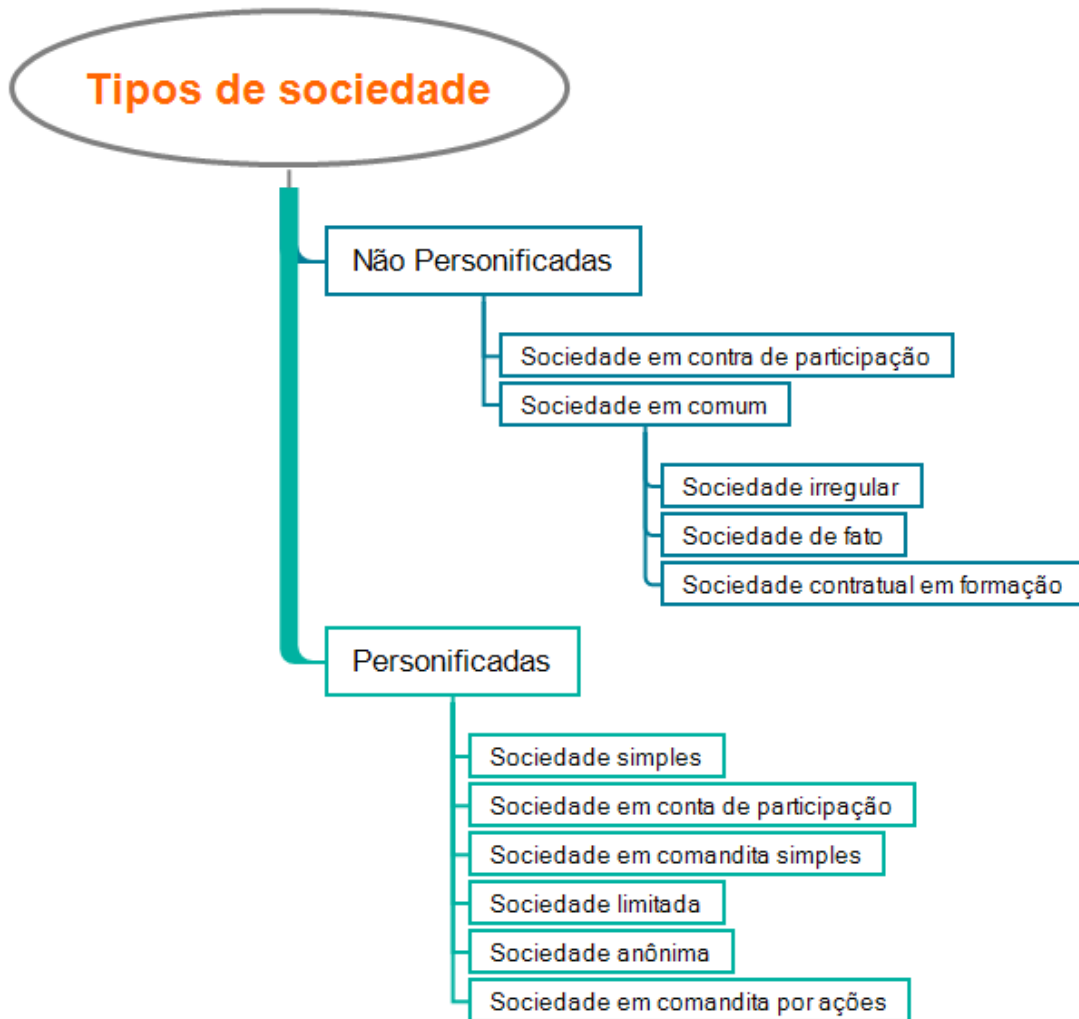 Tipos de sociedade
Não Personificadas
Sociedade em contra de participação
Sociedade em comum
Sociedade irregular
Sociedade de fato
Sociedade contratual em formação
Personificadas
Sociedade simples
Sociedade em conta de participação
Sociedade em comandita simples
Sociedade limitada
Sociedade anônima
Sociedade em comandita por ações